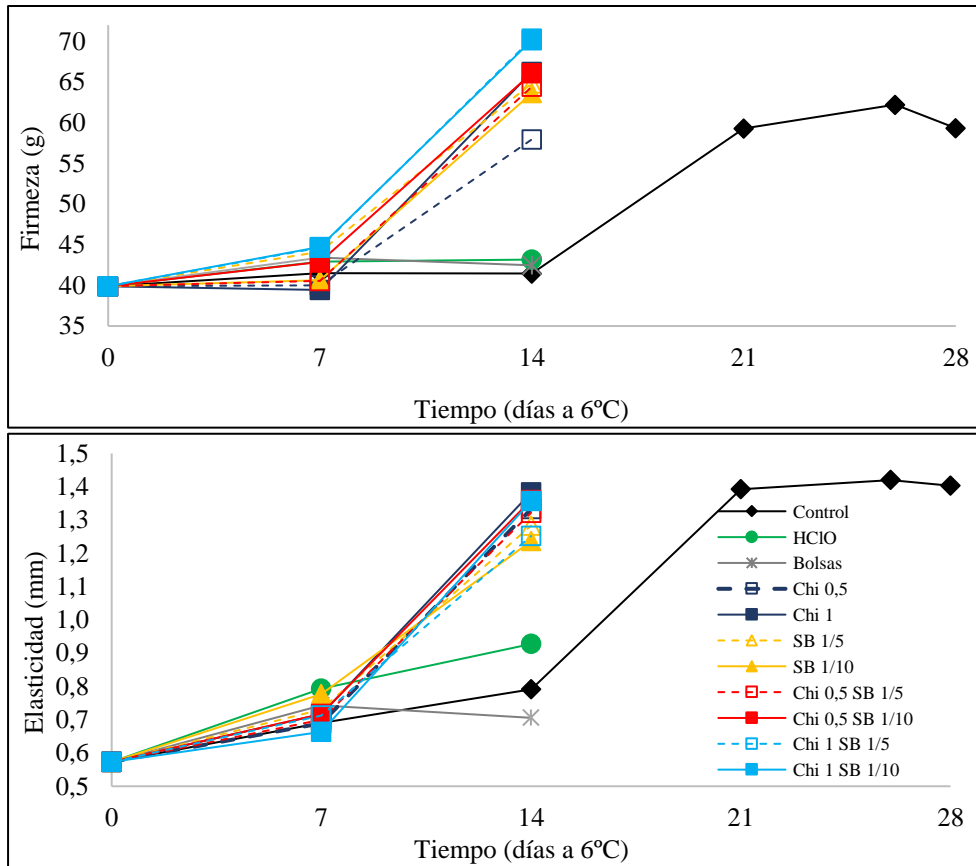 70
65
60
55
50
45
40
35
Firmeza (g)
0 7 14 21 28
Tiempo (días a 6ºC)
1,5
1,4
1,3
1,2
1,1
1,0
0,9
0,8
0,7
0,6
0,5
Elasticidad (mm)
Control
HClO
Bolsas
Chi 0,5
Chi 1
SB 1/5
SB 1/10
Chi 0,5 SB 1/5
Chi 0,5 SB 1/10
Chi 1 SB 1/5
Chi 1 SB 1/10
0 7 14 21 28
Tiempo (días a 6ºC)